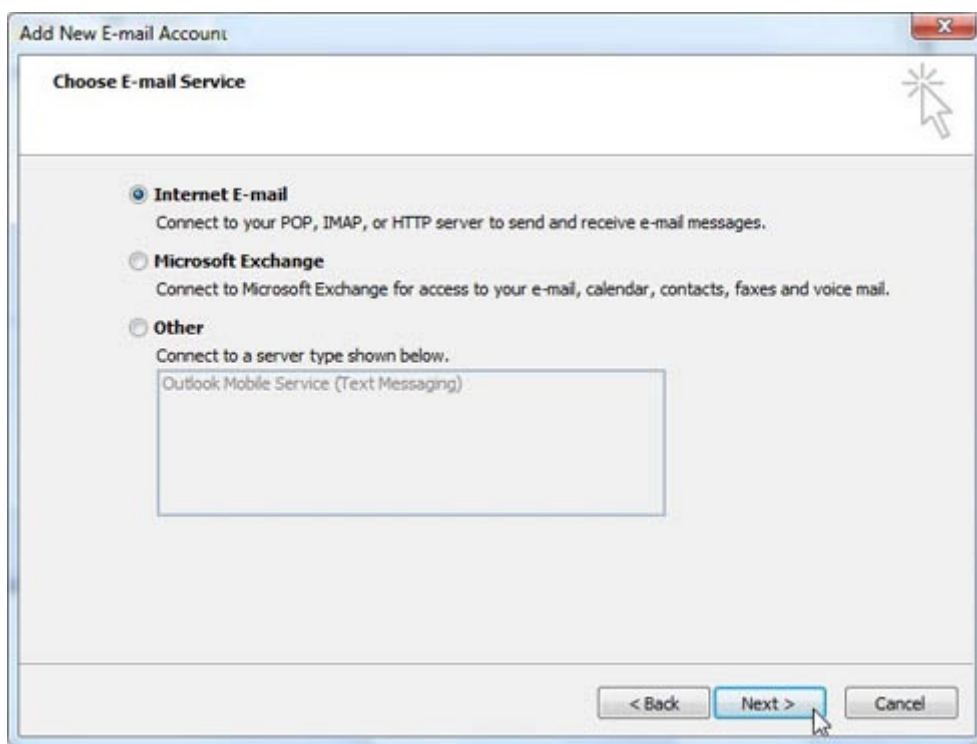 Add New E-mail Account
Choose E-mail Service
Internet E-mail
Connect to your POP, IMAP, or HTTP server to send and receive e-mail messages.
Microsoft Exchange
Connect to Microsoft Exchange for access to your e-mail, calendar, contacts, faxes and voice mail.
Other
Connect to a server type shown below.
Outlook Mobile Service (Text Messaging)
< Back Next > Cancel